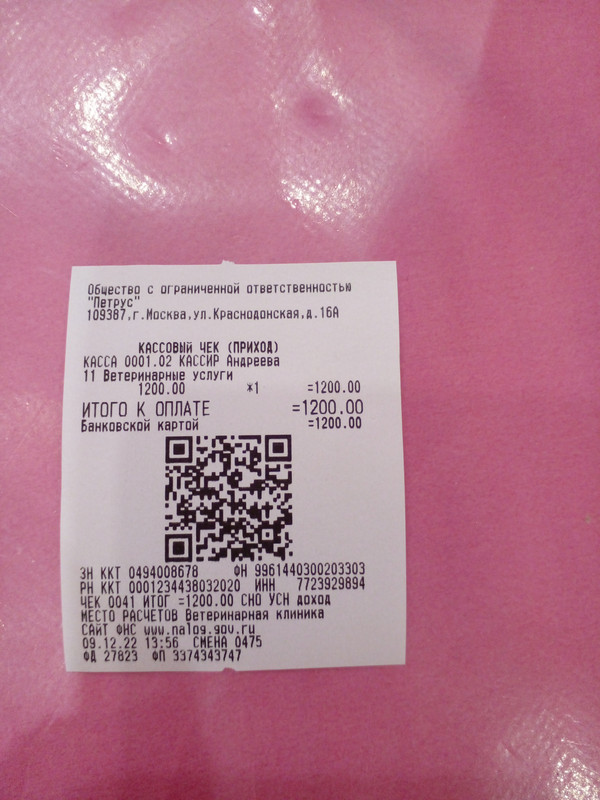 Общество с ограниченной ответственностью
"Петрус"
109387,г.Москва,ул.Краснодонская,д.16А
КАССОВЫЙ ЧЕК (ПРИХОД)
КАССА 0001.02 КАССИР Андреева
11 Ветеринарные услуги
1200.00 *1 =1200.00
ИТОГО К ОПЛАТЕ =1200.00
Банковской картой =1200.00
ЗН ККТ 0494008678 ФН 9961440300203303
РН ККТ 0001234438032020 ИНН 7723929894
ЧЕК 0041 ИТОГ =1200.00 СНО УСН доход
МЕСТО РАСЧЕТОВ Ветеринарная клиника
САЙТ ФНС www.nalog.gov.ru
09.12.22 13:56 СМЕНА 0475
ФД 27823 ФП 3374343747